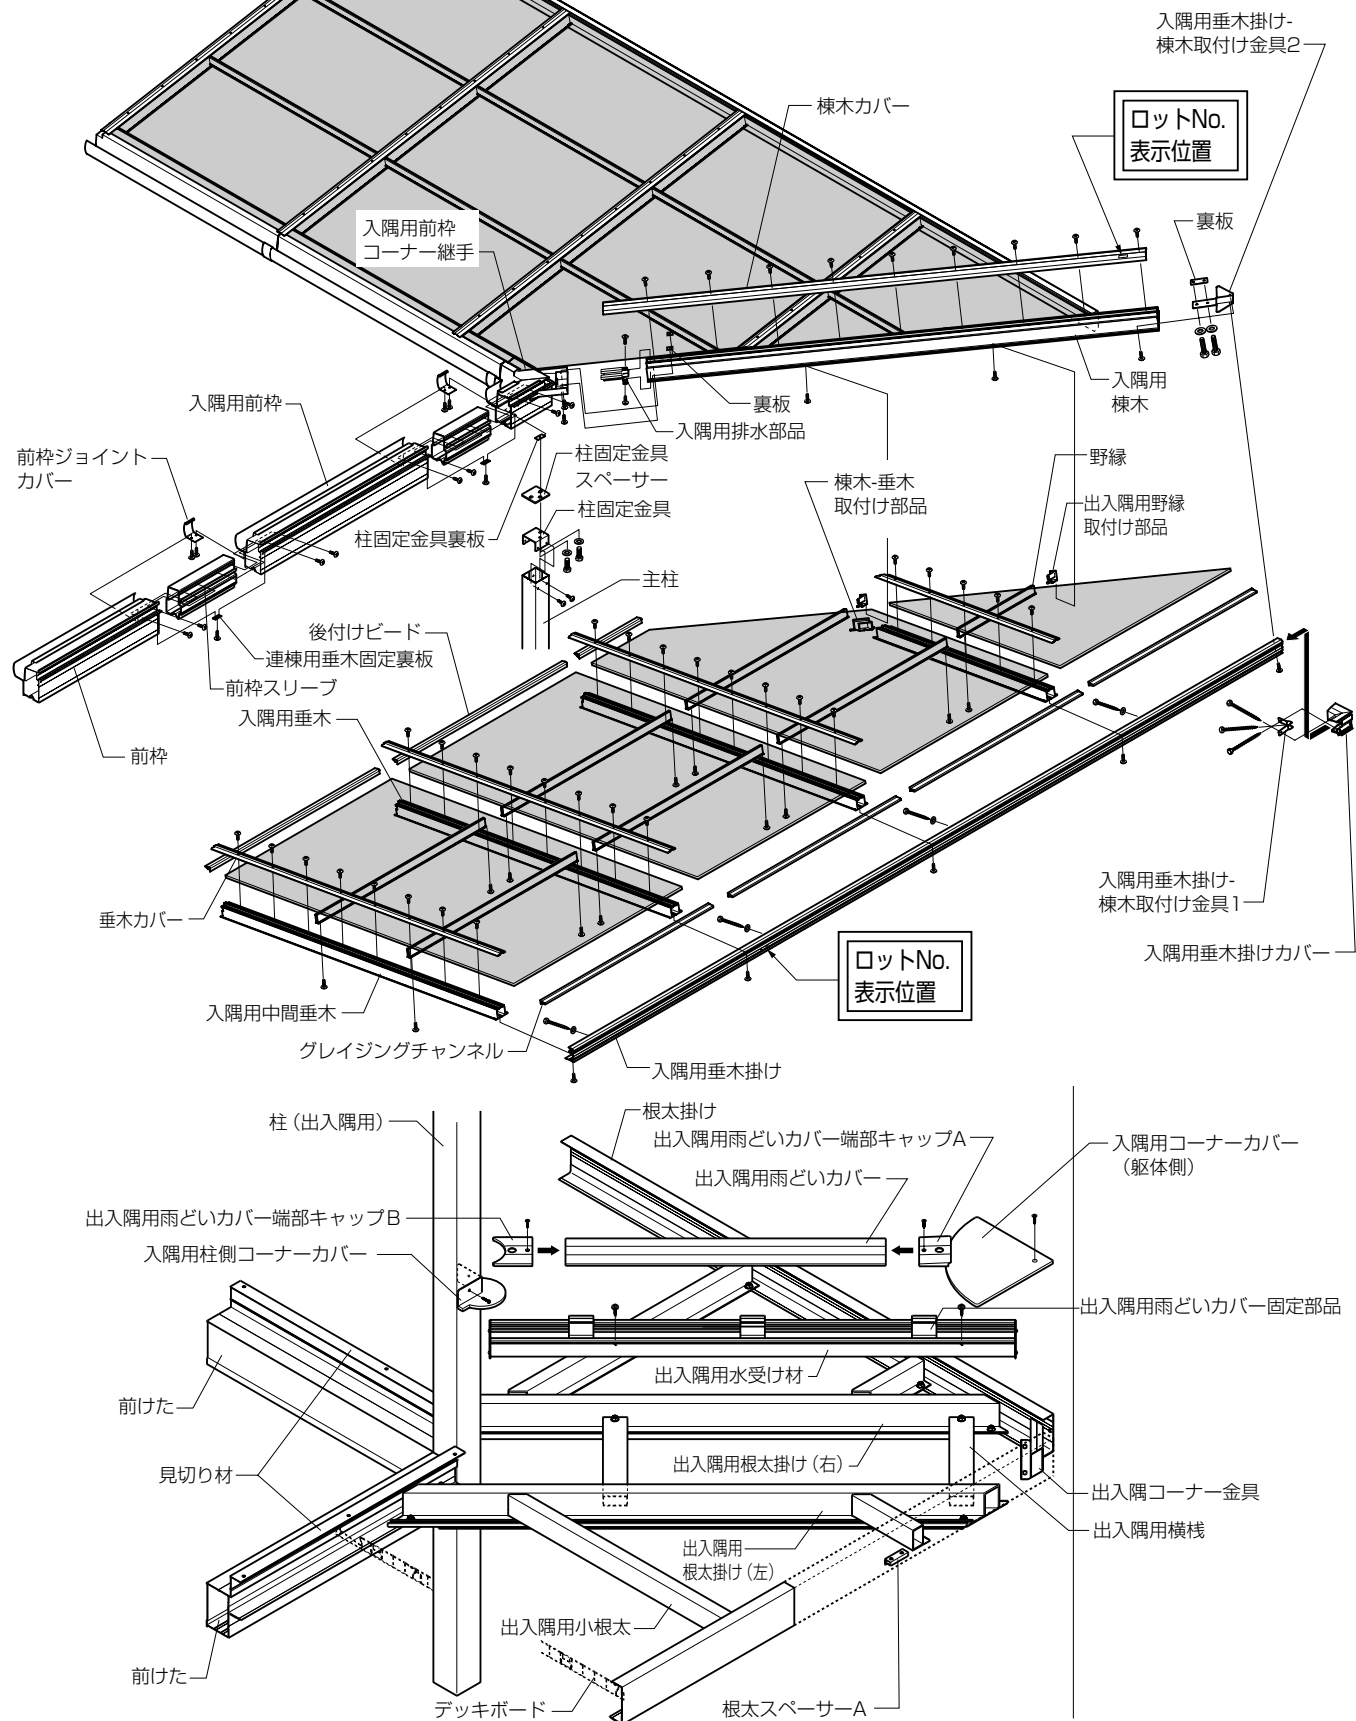 入隅用垂木掛け-
棟木取付け金具2
棟木カバー
ロットNo.
表示位置
裏板
入隅用前枠
コーナー継手
入隅用
棟木
裏板
入隅用排水部品
入隅用前枠
前枠ジョイント
カバー
柱固定金具
スペーサー
柱固定金具
柱固定金具裏板
棟木-垂木
取付け部品
野縁
出入隅用野縁
取付け部品
主柱
後付けビード
連棟用垂木固定裏板
前枠スリーブ
入隅用垂木
前枠
入隅用垂木掛け-
棟木取付け金具1
垂木カバー
入隅用垂木掛けカバー
ロットNo.
表示位置
入隅用中間垂木
グレイジングチャンネル
入隅用垂木掛け
柱（出入隅用）
根太掛け
出入隅用雨どいカバー端部キャップA
入隅用コーナーカバー
（躯体側）
出入隅用雨どいカバー
出入隅用雨どいカバー端部キャップB
入隅用柱側コーナーカバー
出入隅用雨どいカバー固定部品
出入隅用水受け材
前けた
見切り材
出入隅用根太掛け（右）
出入隅コーナー金具
出入隅用横桟
出入隅用
根太掛け（左）
出入隅用小根太
前けた
デッキボード
根太スペーサーA